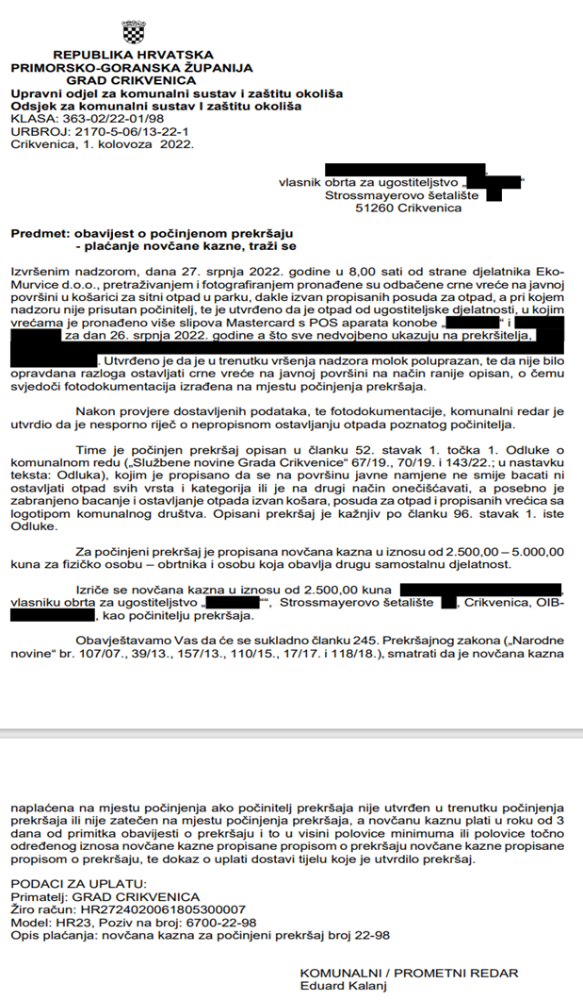 REPUBLIKA HRVATSKA
PRIMORSKO-GORANSKA ŽUPANIJA
GRAD CRIKVENICA
Upravni odjel za komunalni sustav i zaštitu okoliša
Odsjek za komunalni sustav I zaštitu okoliša
KLASA: 363-02/22-01/98
URBROJ: 2170-5-06/13-22-1
Crikvenica, 1. kolovoza 2022.
vlasnik obrta za ugostiteljstvo „ “
Strossmayerovo šetalište
51260 Crikvenica
Predmet: obavijest o počinjenom prekršaju
- plaćanje novčane kazne, traži se
Izvršenim nadzorom, dana 27. srpnja 2022. godine u 8,00 sati od strane djelatnika Eko-
Murvice d.o.o., pretraživanjem i fotografiranjem pronađene su odbačene crne vreće na javnoj
površini u košarici za sitni otpad u parku, dakle izvan propisanih posuda za otpad, a pri kojem
nadzoru nije prisutan počinitelj, te je utvrđeno da je otpad od ugostiteljske djelatnosti, u kojim
vrećama je pronađeno više slipova Mastercard s POS aparata konobe „ “ i
za dan 26. srpnja 2022. godine a što sve nedvojbeno ukazuju na prekršitelja,
. Utvrđeno je da je u trenutku vršenja nadzora molok poluprazan, te da nije bilo
opravdana razloga ostavljati crne vreće na javnoj površini na način ranije opisan, o čemu
svjedoči fotodokumentacija izrađena na mjestu počinjenja prekršaja.
Nakon provjere dostavljenih podataka, te fotodokumentacije, komunalni redar je
utvrdio da je nesporno riječ o nepropisnom ostavljanju otpada poznatog počinitelja.
Time je počinjen prekršaj opisan u članku 52. stavak 1. točka 1. Odluke o
komunalnom redu („Službene novine Grada Crikvenice“ 67/19., 70/19. i 143/22.; u nastavku
teksta: Odluka), kojim je propisano da se na površinu javne namjene ne smije bacati ni
ostavljati otpad svih vrsta i kategorija ili je na drugi način onečišćavati, a posebno je
zabranjeno bacanje i ostavljanje otpada izvan košara, posuda za otpad i propisanih vrećica sa
logotipom komunalnog društva. Opisani prekršaj je kažnjiv po članku 96. stavak 1. iste
Odluke.
Za počinjeni prekršaj je propisana novčana kazna u iznosu od 2.500,00 – 5.000,00
kuna za fizičko osobu – obrtnika i osobu koja obavlja drugu samostalnu djelatnost.
Izriče se novčana kazna u iznosu od 2.500,00 kuna ,
vlasniku obrta za ugostiteljstvo „ ““, Strossmayerovo šetalište , Crikvenica, OIB-
, kao počinitelju prekršaja.
Obavještavamo Vas da će se sukladno članku 245. Prekršajnog zakona („Narodne
novine“ br. 107/07., 39/13., 157/13., 110/15., 17/17. i 118/18.), smatrati da je novčana kazna
naplaćena na mjestu počinjenja ako počinitelj prekršaja nije utvrđen u trenutku počinjenja
prekršaja ili nije zatečen na mjestu počinjenja prekršaja, a novčanu kaznu plati u roku od 3
dana od primitka obavijesti o prekršaju i to u visini polovice minimuma ili polovice točno
određenog iznosa novčane kazne propisane propisom o prekršaju novčane kazne propisane
propisom o prekršaju, te dokaz o uplati dostavi tijelu koje je utvrdilo prekršaj.
PODACI ZA UPLATU:
Primatelj: GRAD CRIKVENICA
Žiro račun: HR2724020061805300007
Model: HR23, Poziv na broj: 6700-22-98
Opis plaćanja: novčana kazna za počinjeni prekršaj broj 22-98
KOMUNALNI / PROMETNI REDAR
Eduard Kalanj